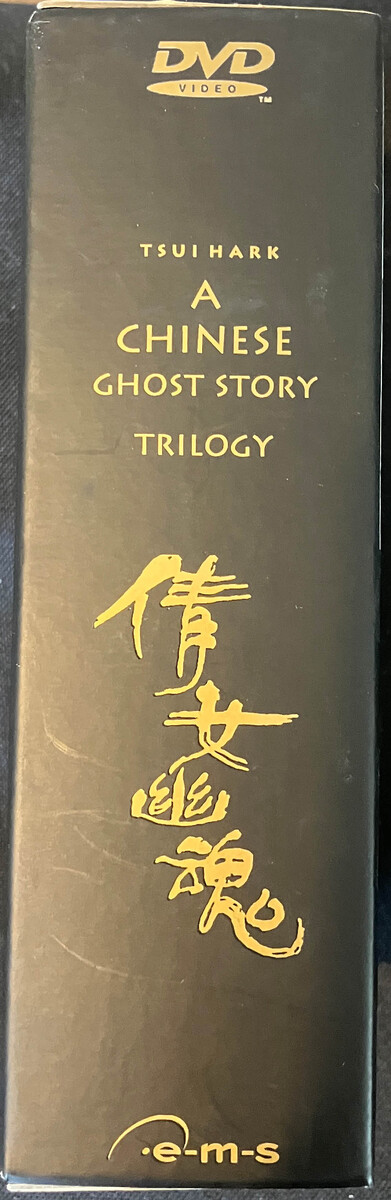 DVD
VIDEO
TM
TSUI HARK
A
CHINESE
GHOST STORY
TRILOGY
倩女幽魂
e-m-s